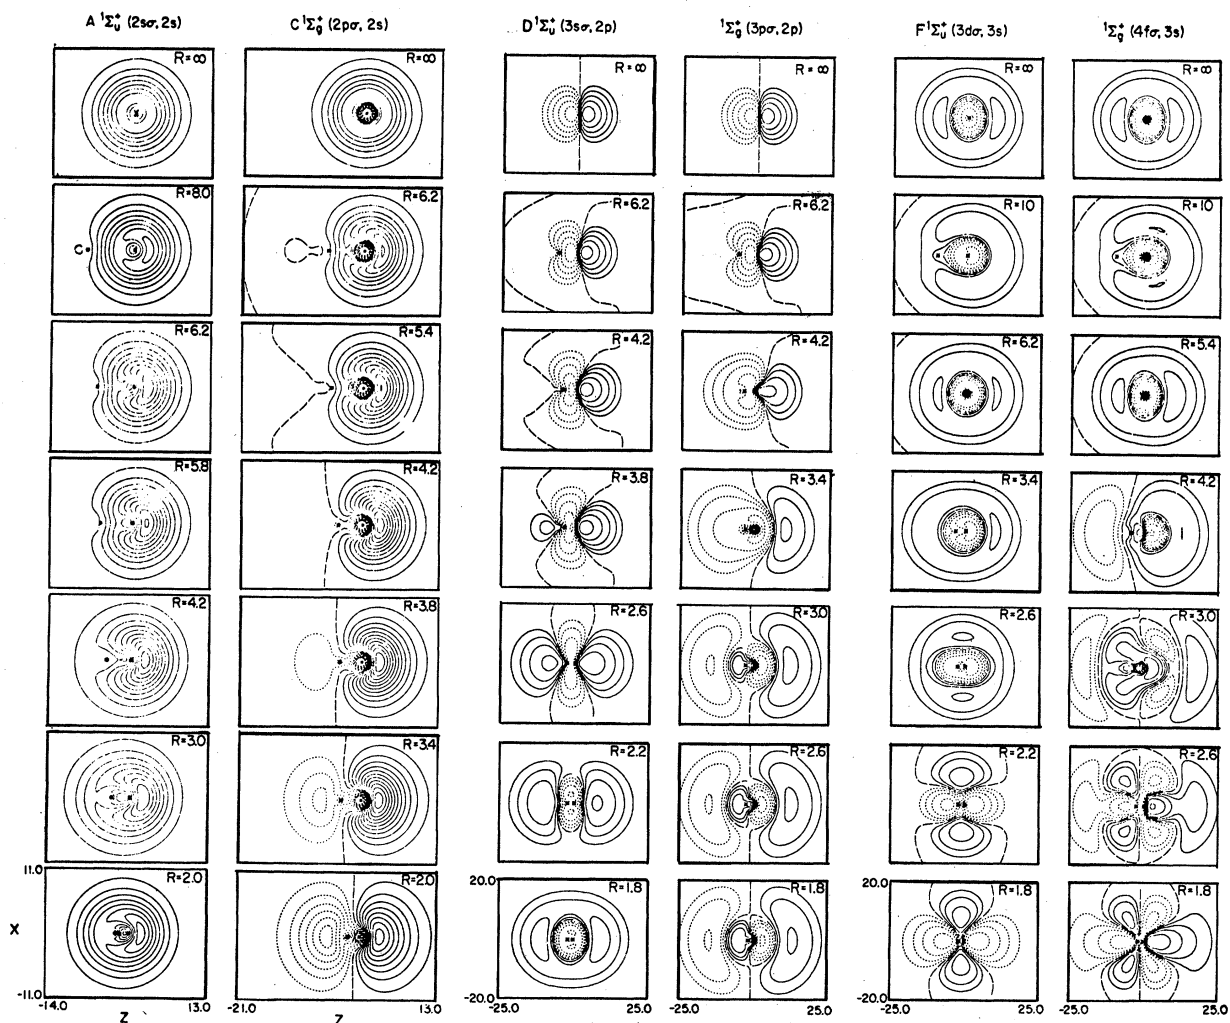 A ¹Σᵤ⁺ (2sσ, 2s)
C ¹Σg⁺ (2pσ, 2s)
D ¹Σᵤ⁺ (3sσ, 2p)
¹Σg⁺ (3pσ, 2p)
F ¹Σᵤ⁺ (3dσ, 3s)
¹Σg⁺ (4fσ, 3s)
R=∞
R=∞
R=∞
R=∞
R=∞
R=∞
R=8.0
R=6.2
R=6.2
R=6.2
R=10
R=10
R=6.2
R=5.4
R=4.2
R=4.2
R=6.2
R=5.4
R=5.8
R=4.2
R=3.8
R=3.4
R=3.4
R=4.2
R=4.2
R=3.8
R=2.6
R=3.0
R=2.6
R=3.0
R=3.0
R=3.4
R=2.2
R=2.6
R=2.2
R=2.6
11.0
R=2.0
R=2.0
20.0
R=1.8
R=1.8
20.0
R=1.8
R=1.8
X
-11.0
-20.0
-20.0
-14.0
13.0
-21.0
13.0
-25.0
25.0
25.0
-25.0
25.0
25.0
Z
Z